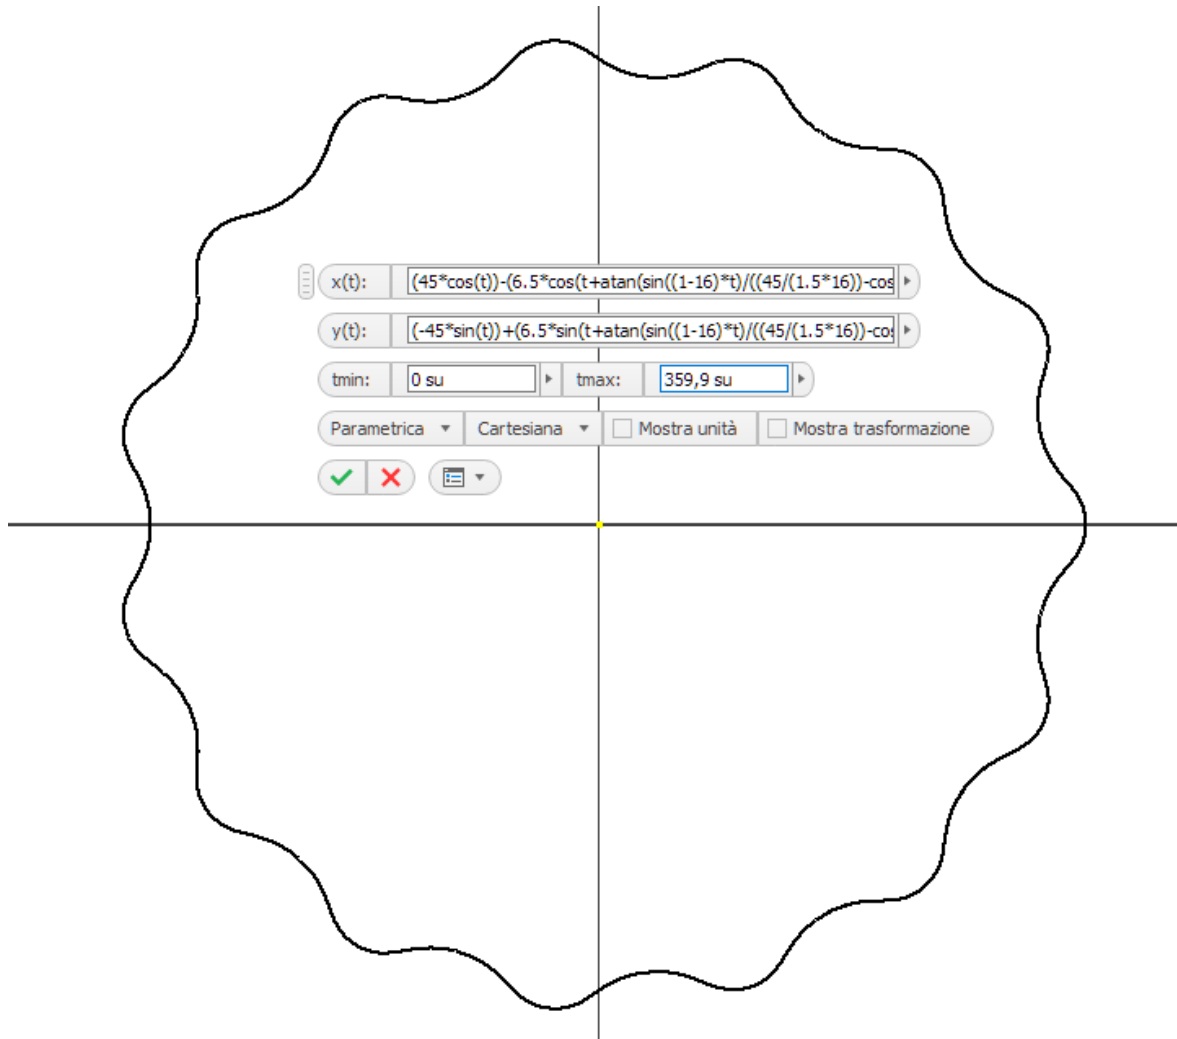 x(t): (45*cos(t))-(6.5*cos(t+atan(sin((1-16)*t)/((45/(1.5*16))-cos
y(t): (-45*sin(t))+(6.5*sin(t+atan(sin((1-16)*t)/((45/(1.5*16))-cos
tmin: 0 su tmax: 359,9 su
Parametrica Cartesiana Mostra unità Mostra trasformazione